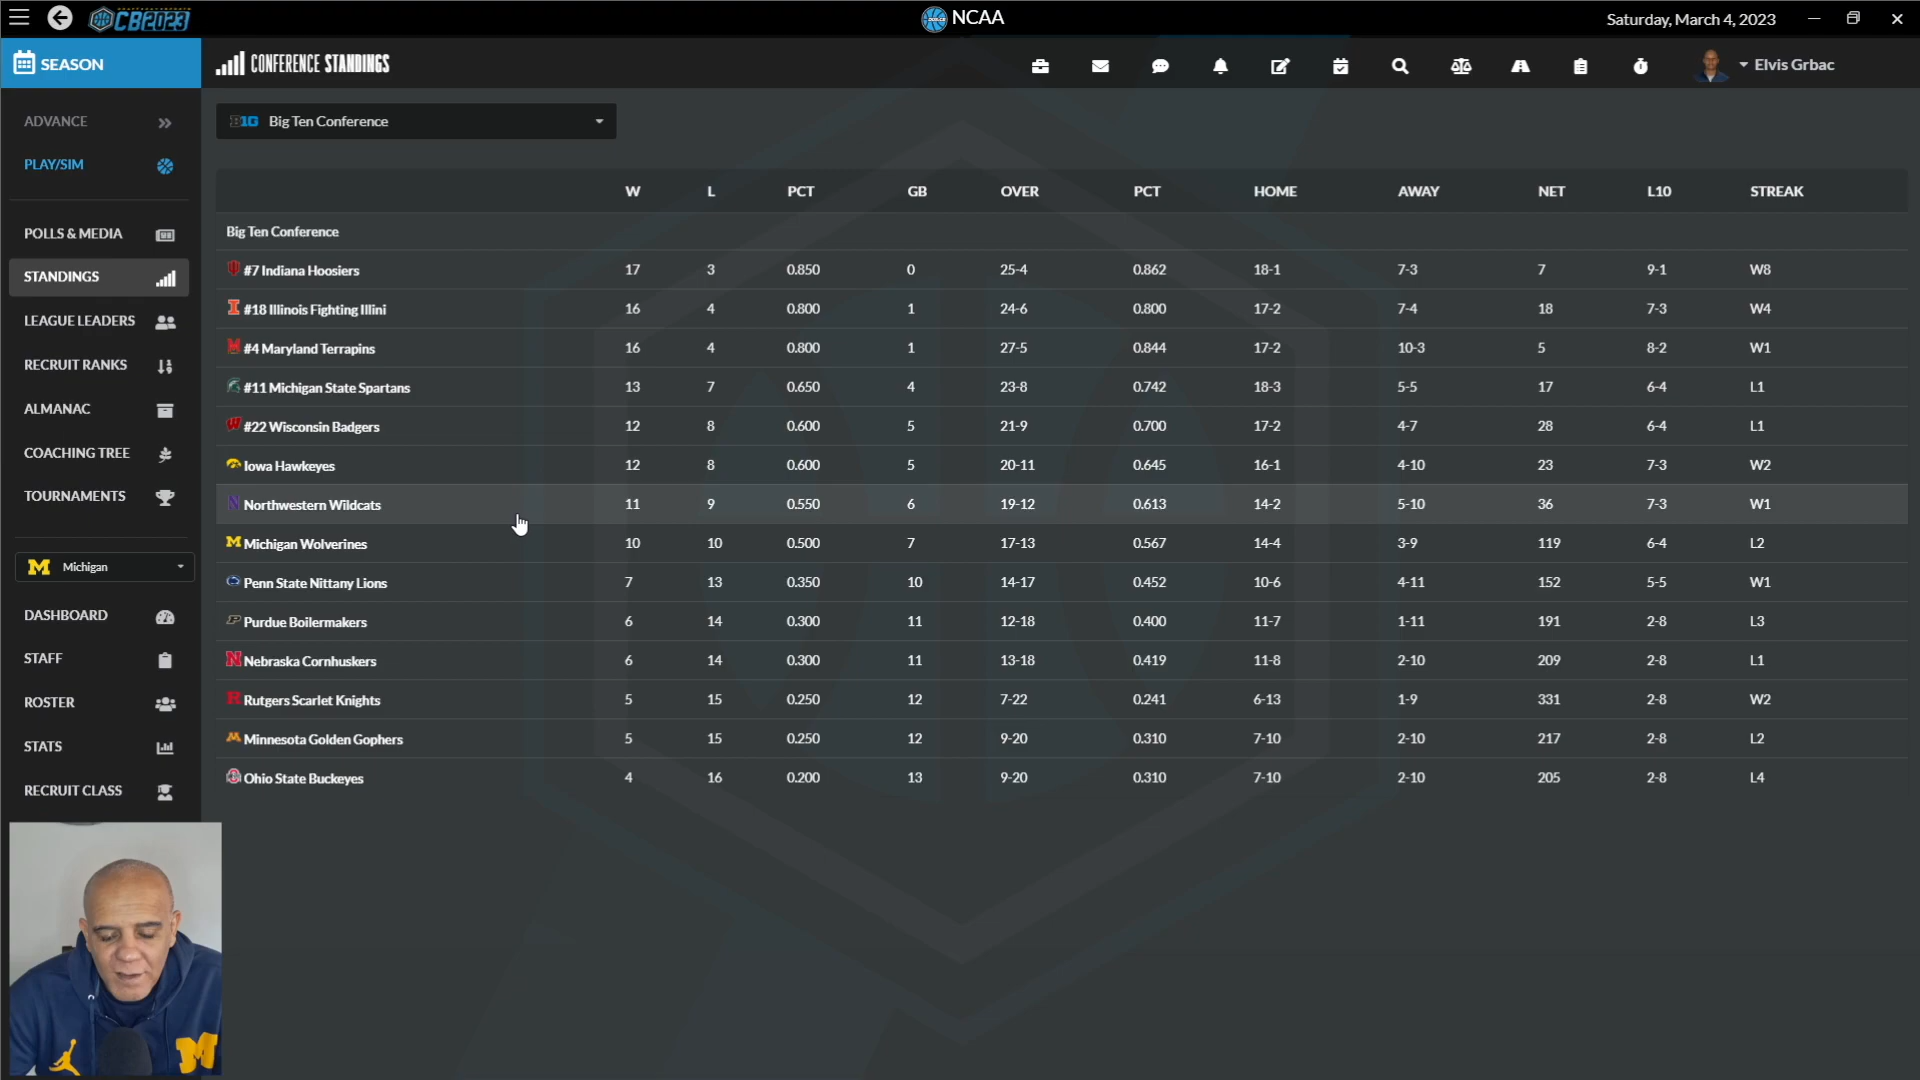 CB2023
NCAA
Saturday, March 4, 2023
SEASON
CONFERENCE STANDINGS
Elvis Grbac
ADVANCE
PLAY/SIM
POLLS & MEDIA
STANDINGS
LEAGUE LEADERS
RECRUIT RANKS
ALMANAC
COACHING TREE
TOURNAMENTS
Michigan
DASHBOARD
STAFF
ROSTER
STATS
RECRUIT CLASS
B1G Big Ten Conference
W L PCT GB OVER PCT HOME AWAY NET L10 STREAK
Big Ten Conference
#7 Indiana Hoosiers 17 3 0.850 0 25-4 0.862 18-1 7-3 7 9-1 W8
#18 Illinois Fighting Illini 16 4 0.800 1 24-6 0.800 17-2 7-4 18 7-3 W4
#4 Maryland Terrapins 16 4 0.800 1 27-5 0.844 17-2 10-3 5 8-2 W1
#11 Michigan State Spartans 13 7 0.650 4 23-8 0.742 18-3 5-5 17 6-4 L1
#22 Wisconsin Badgers 12 8 0.600 5 21-9 0.700 17-2 4-7 28 6-4 L1
Iowa Hawkeyes 12 8 0.600 5 20-11 0.645 16-1 4-10 23 7-3 W2
Northwestern Wildcats 11 9 0.550 6 19-12 0.613 14-2 5-10 36 7-3 W1
Michigan Wolverines 10 10 0.500 7 17-13 0.567 14-4 3-9 119 6-4 L2
Penn State Nittany Lions 7 13 0.350 10 14-17 0.452 10-6 4-11 152 5-5 W1
Purdue Boilermakers 6 14 0.300 11 12-18 0.400 11-7 1-11 191 2-8 L3
Nebraska Cornhuskers 6 14 0.300 11 13-18 0.419 11-8 2-10 209 2-8 L1
Rutgers Scarlet Knights 5 15 0.250 12 7-22 0.241 6-13 1-9 331 2-8 W2
Minnesota Golden Gophers 5 15 0.250 12 9-20 0.310 7-10 2-10 217 2-8 L2
Ohio State Buckeyes 4 16 0.200 13 9-20 0.310 7-10 2-10 205 2-8 L4
M